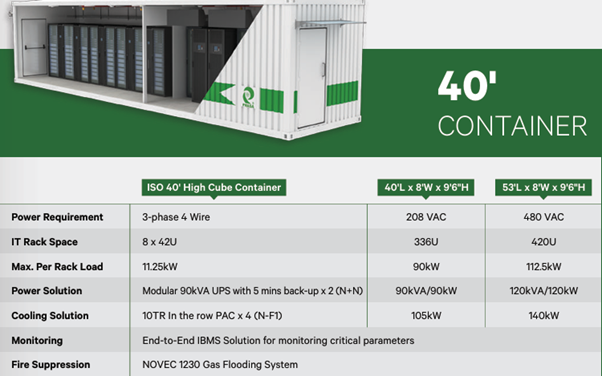 40'
CONTAINER
ISO 40' High Cube Container 40'L x 8'W x 9'6"H 53'L x 8'W x 9'6"H
Power Requirement 3-phase 4 Wire 208 VAC 480 VAC
IT Rack Space 8 x 42U 336U 420U
Max. Per Rack Load 11.25kW 90kW 112.5kW
Power Solution Modular 90kVA UPS with 5 mins back-up x 2 (N+N) 90kVA/90kW 120kVA/120kW
Cooling Solution 10TR In the row PAC x 4 (N-F1) 105kW 140kW
Monitoring End-to-End IBMS Solution for monitoring critical parameters
Fire Suppression NOVEC 1230 Gas Flooding System